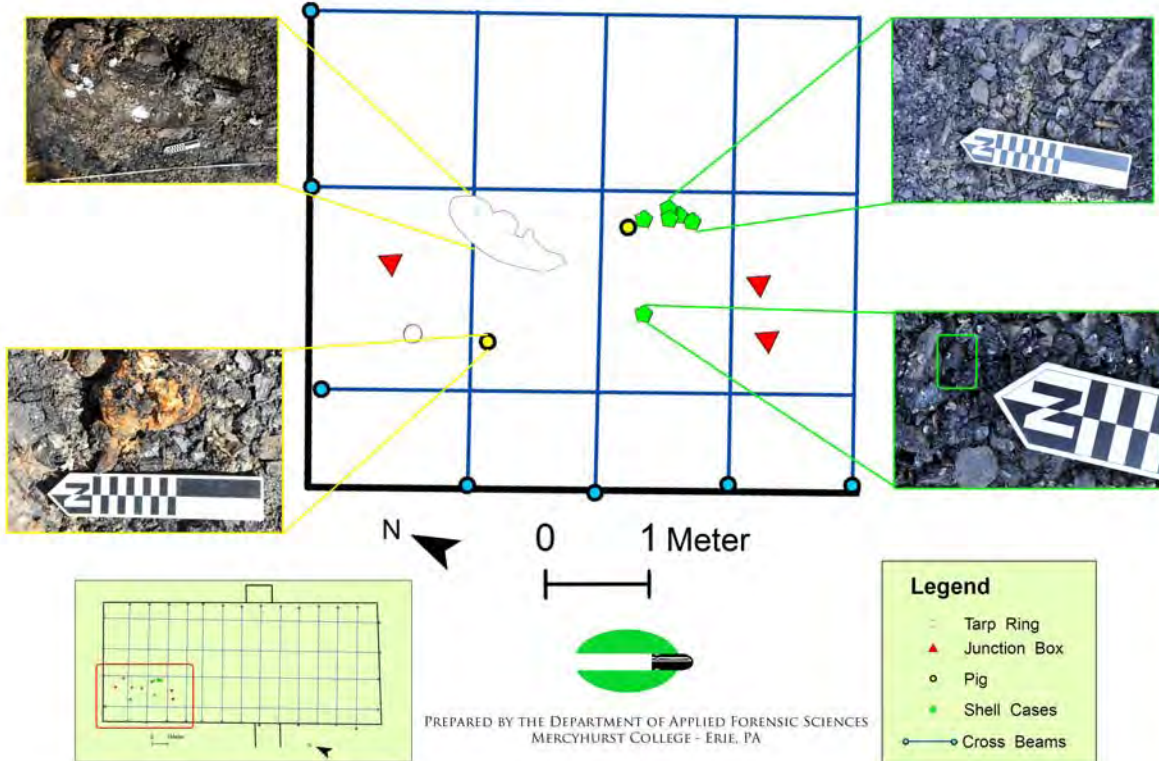 N
N
N
N
N
0 1 Meter
Legend
Tarp Ring
Junction Box
Pig
Shell Cases
Cross Beams
PREPARED BY THE DEPARTMENT OF APPLIED FORENSIC SCIENCES
MERCYHURST COLLEGE - ERIE, PA